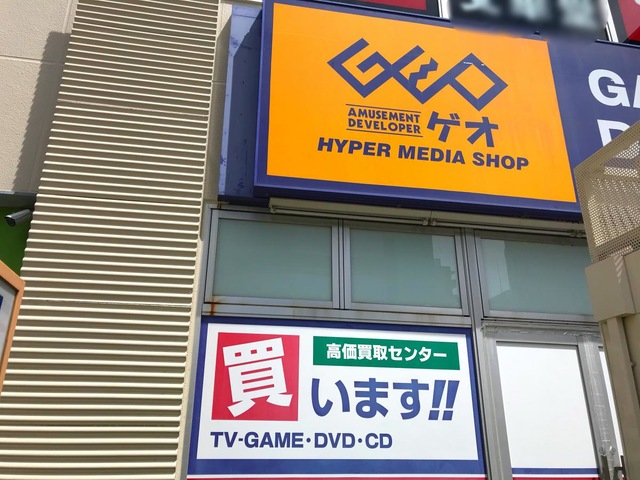 GEO
AMUSEMENT
DEVELOPER
ゲオ
HYPER MEDIA SHOP
GA
高価買取センター
買います!!
TV-GAME・DVD・CD